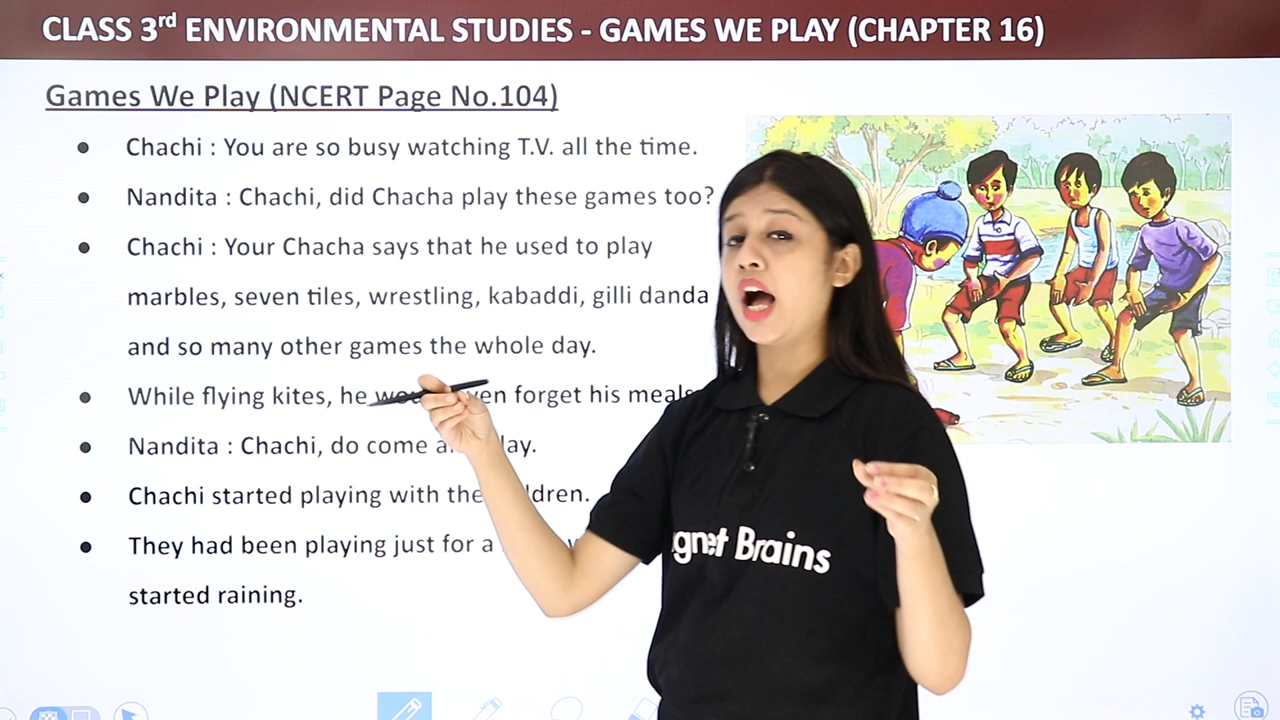 CLASS 3rd ENVIRONMENTAL STUDIES - GAMES WE PLAY (CHAPTER 16)
Games We Play (NCERT Page No.104)
● Chachi : You are so busy watching T.V. all the time.
● Nandita : Chachi, did Chacha play these games too?
● Chachi : Your Chacha says that he used to play
marbles, seven tiles, wrestling, kabaddi, gilli danda
and so many other games the whole day.
● While flying kites, he forget his meals
● Nandita : Chachi, do come
● Chachi started playing with
● They had been playing just for a
started raining.
Brains